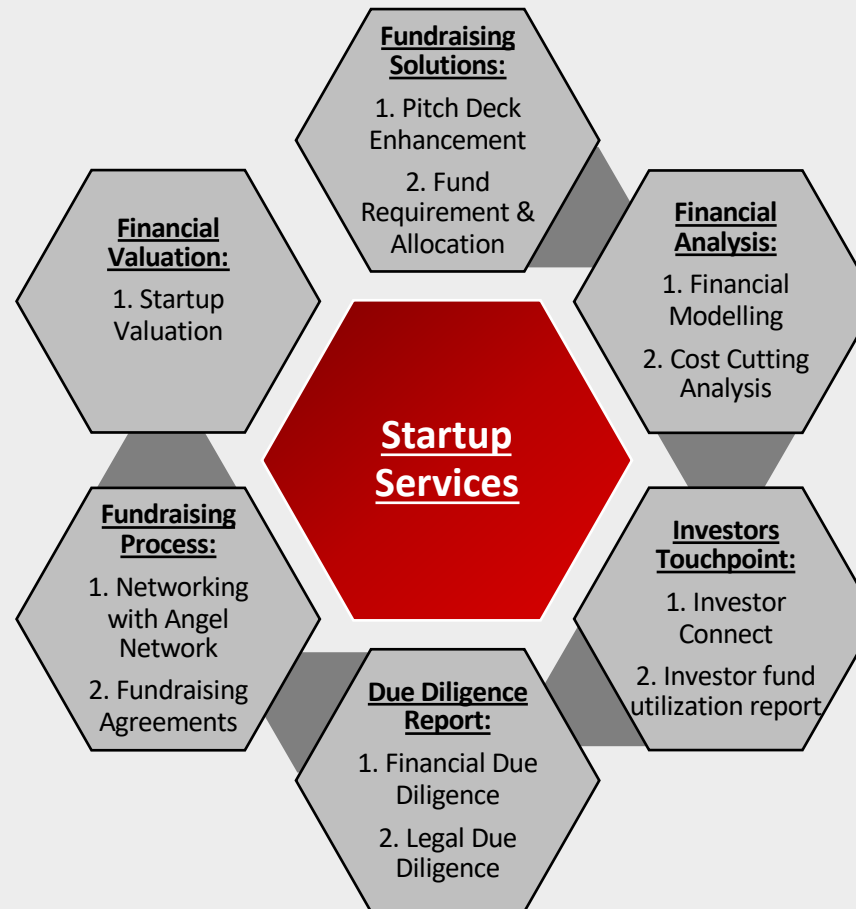 Fundraising
Solutions:
1. Pitch Deck
Enhancement
2. Fund
Requirement &
Allocation
Financial
Analysis:
1. Financial
Modelling
2. Cost Cutting
Analysis
Investors
Touchpoint:
1. Investor
Connect
2. Investor fund
utilization report
Due Diligence
Report:
1. Financial Due
Diligence
2. Legal Due
Diligence
Fundraising
Process:
1. Networking
with Angel
Network
2. Fundraising
Agreements
Financial
Valuation:
1. Startup
Valuation
Startup
Services